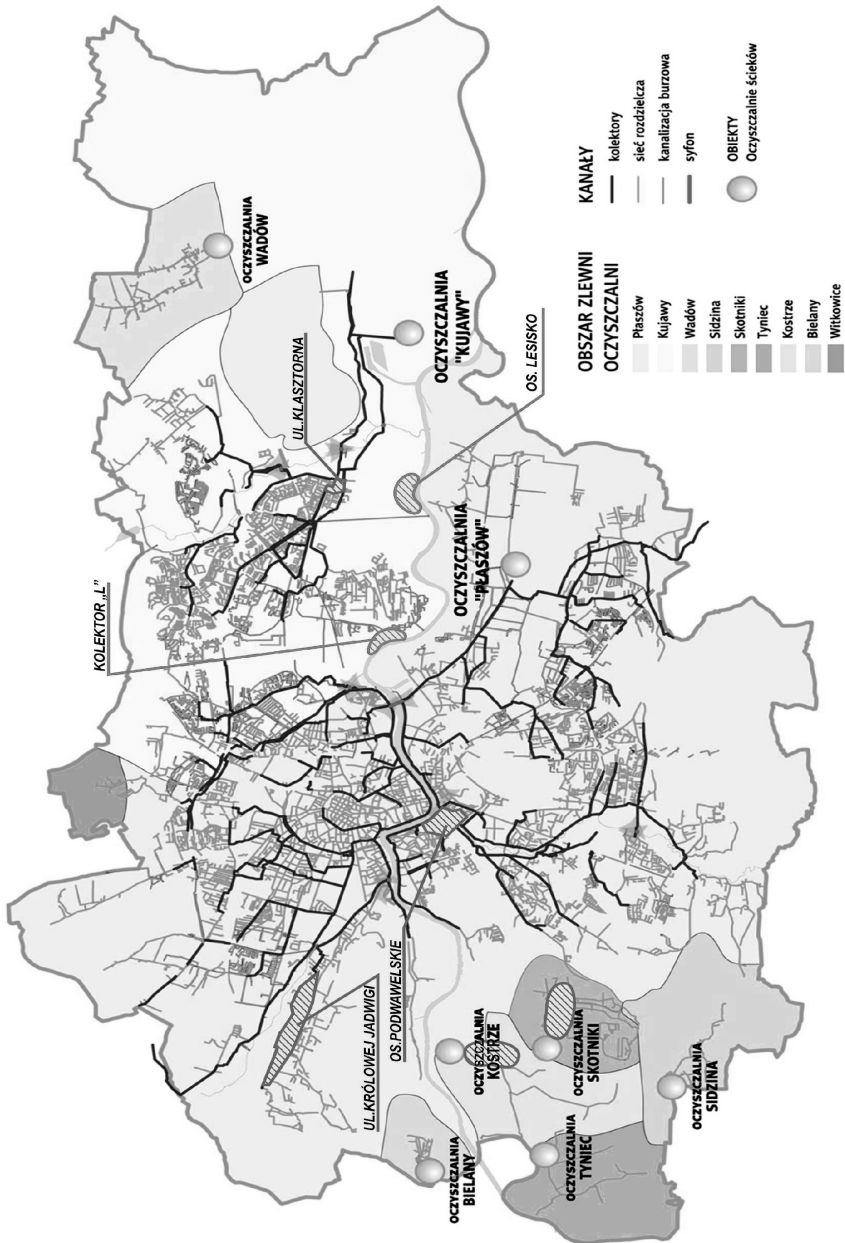 OCZYSZCZALNIA
WADÓW
UL.KLASZTORNA
OCZYSZCZALNIA
"KUJAWY"
OS. LESISKO
KOLEKTOR „L”
OCZYSZCZALNIA
"PŁASZÓW"
UL.KRÓLOWEJ JADWIGI
OS.PODWAWELSKIE
OCZYSZCZALNIA
KOSTRZE
OCZYSZCZALNIA
SKOTNIKI
OCZYSZCZALNIA
SIDZINA
OCZYSZCZALNIA
BIELANY
OCZYSZCZALNIA
TYNIEC
OBSZAR ZLEWNI
OCZYSZCZALNI
Płaszów
Kujawy
Wadów
Sidzina
Skotniki
Tyniec
Kostrze
Bielany
Witkowice
KANAŁY
kolektory
sieć rozdzielcza
kanalizacja burzowa
syfon
OBIEKTY
Oczyszczalnie ścieków